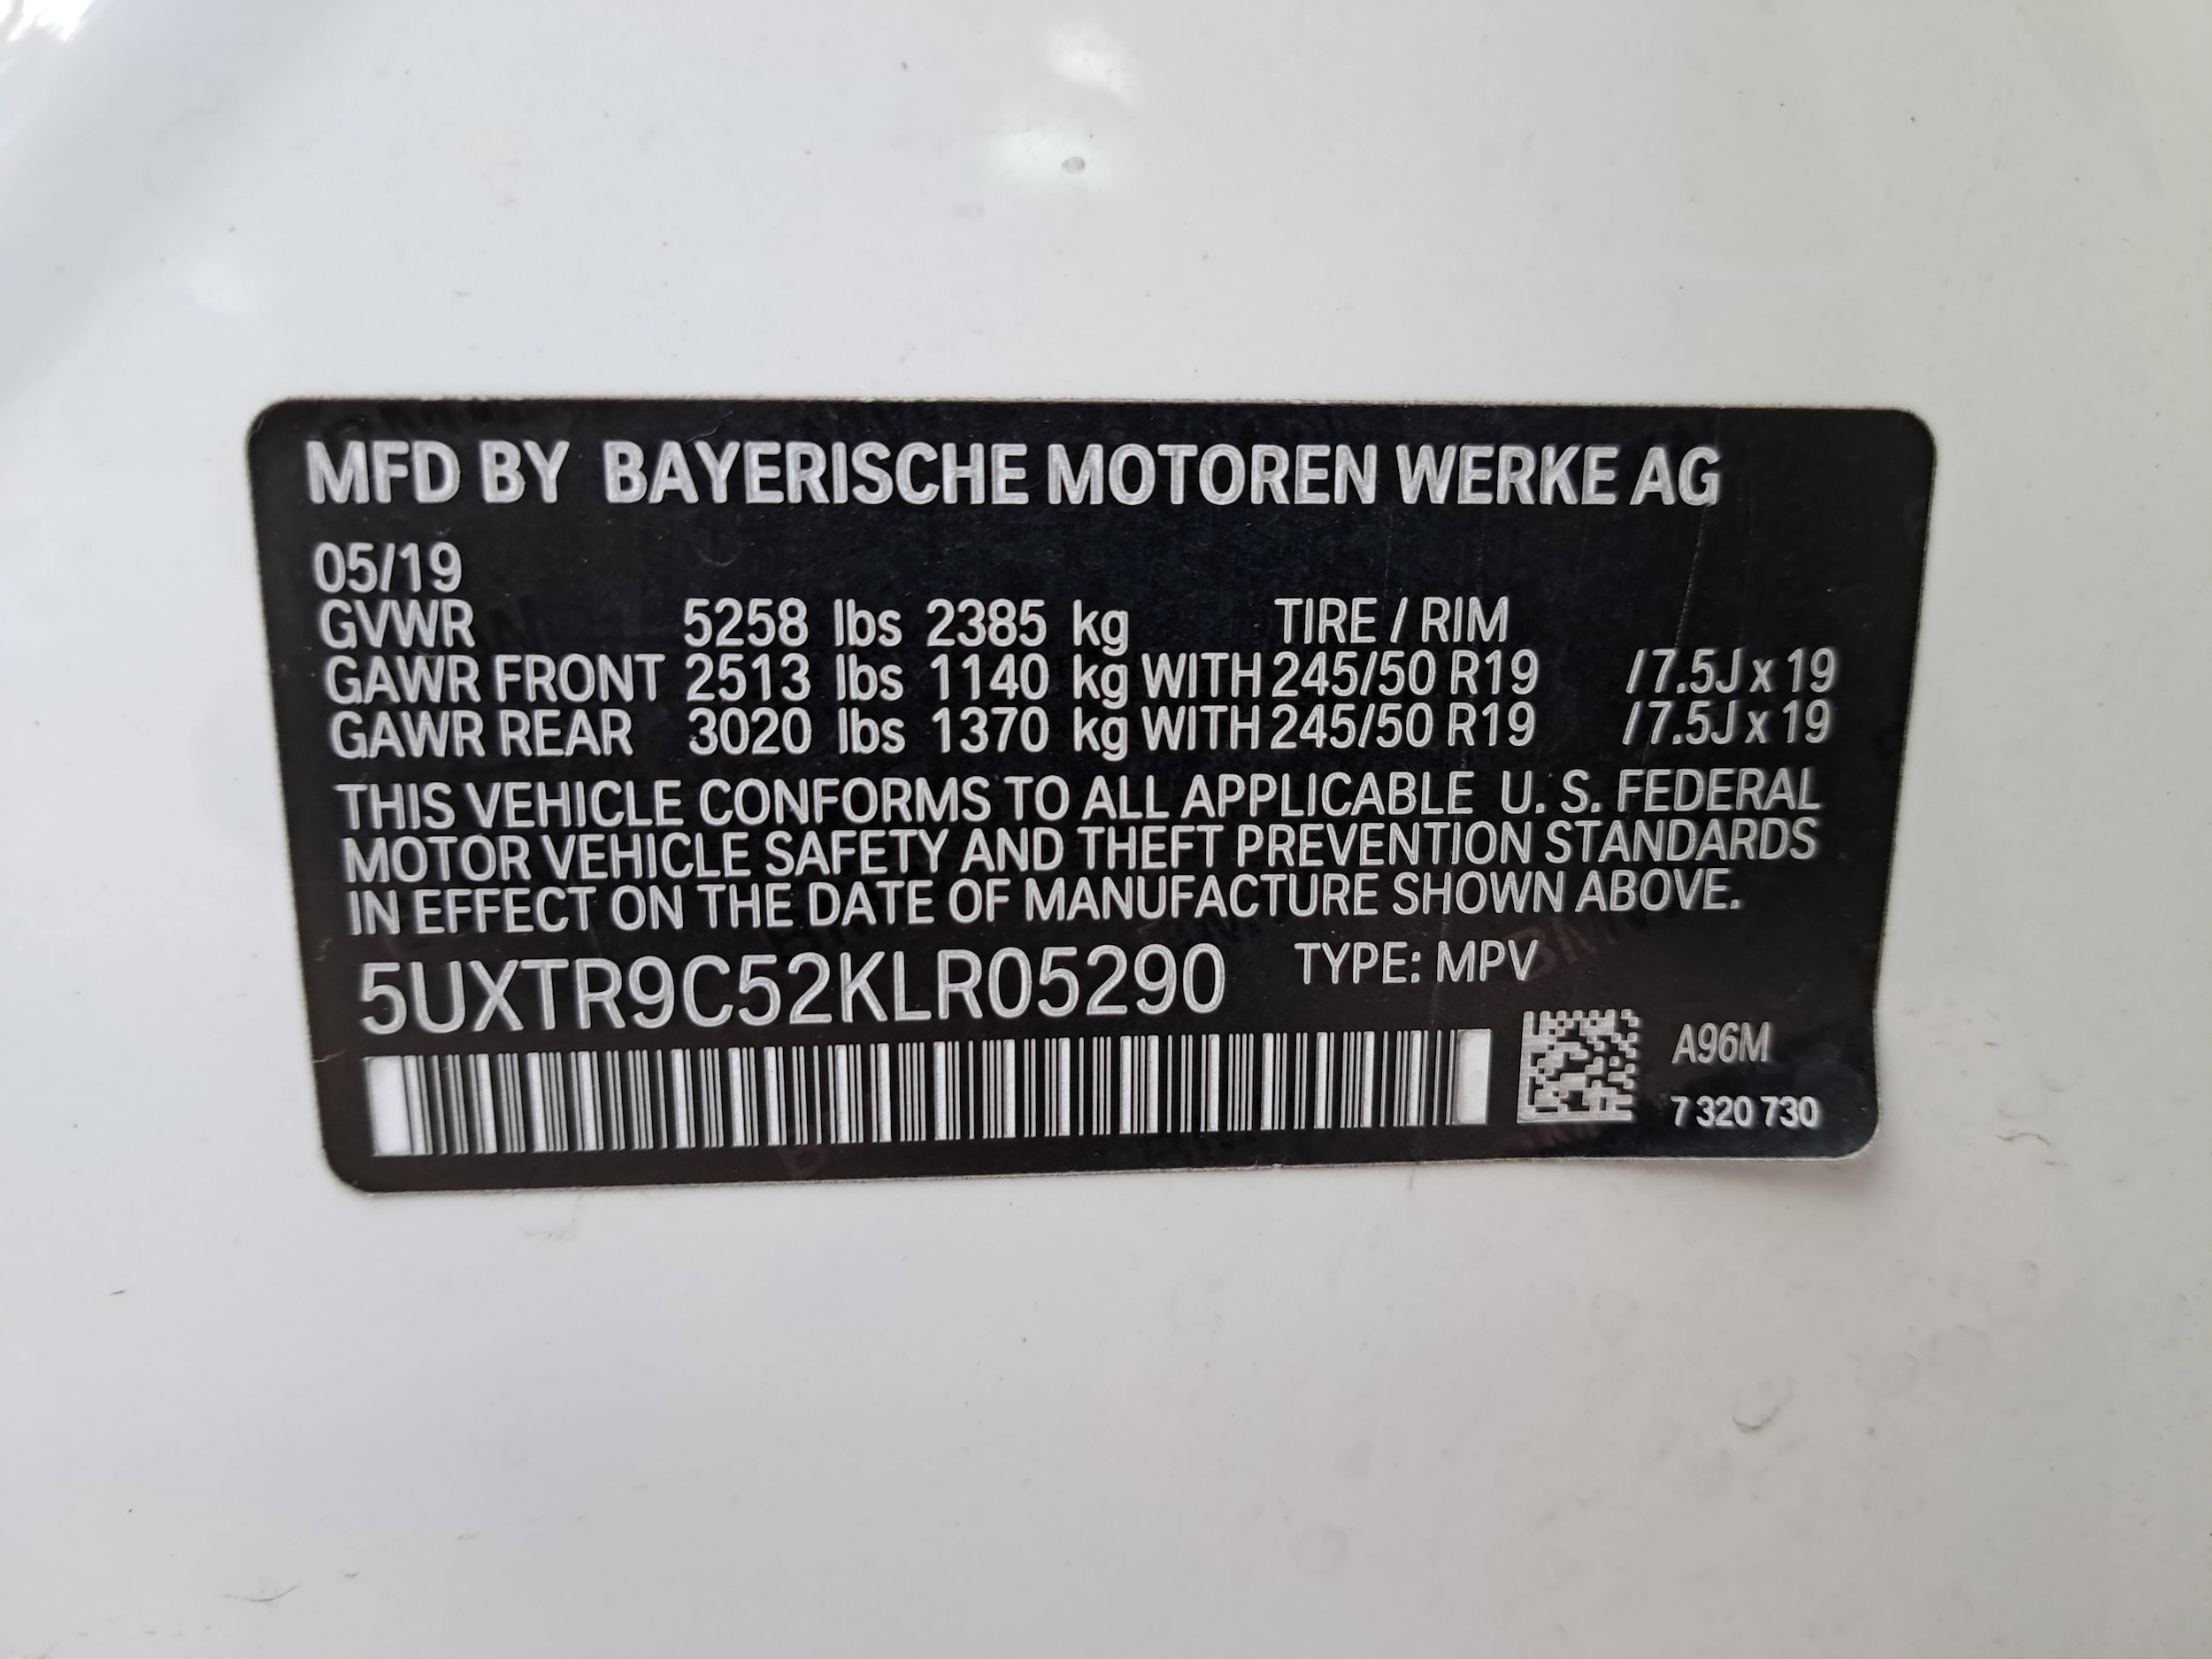 MFD BY BAYERISCHE MOTOREN WERKE AG
05/19
GVWR 5258 lbs 2385 kg TIRE / RIM
GAWR FRONT 2513 lbs 1140 kg WITH 245/50 R19 /7.5J x 19
GAWR REAR 3020 lbs 1370 kg WITH 245/50 R19 /7.5J x 19
THIS VEHICLE CONFORMS TO ALL APPLICABLE U. S. FEDERAL
MOTOR VEHICLE SAFETY AND THEFT PREVENTION STANDARDS
IN EFFECT ON THE DATE OF MANUFACTURE SHOWN ABOVE.
5UXTR9C52KLR05290 TYPE: MPV
A96M
7 320 730